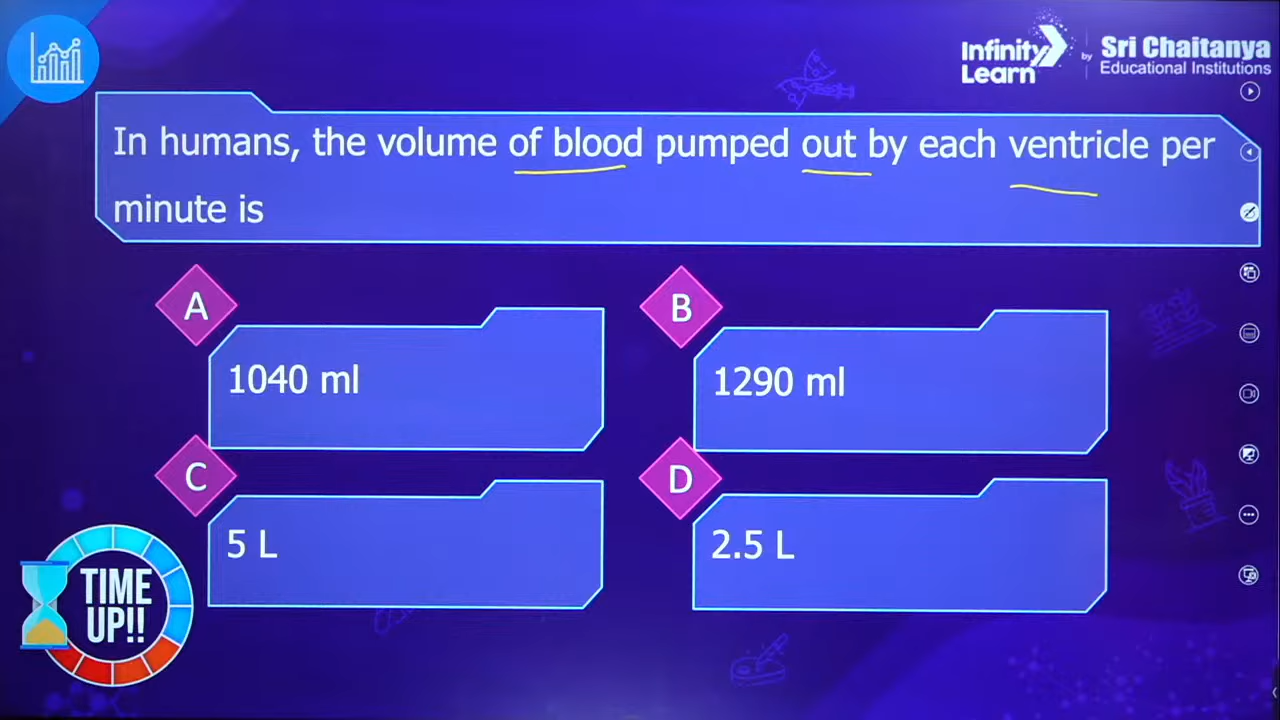 Infinity Learn by Sri Chaitanya
Educational Institutions
In humans, the volume of blood pumped out by each ventricle per
minute is
A
1040 ml
B
1290 ml
C
5 L
D
2.5 L
TIME
UP!!